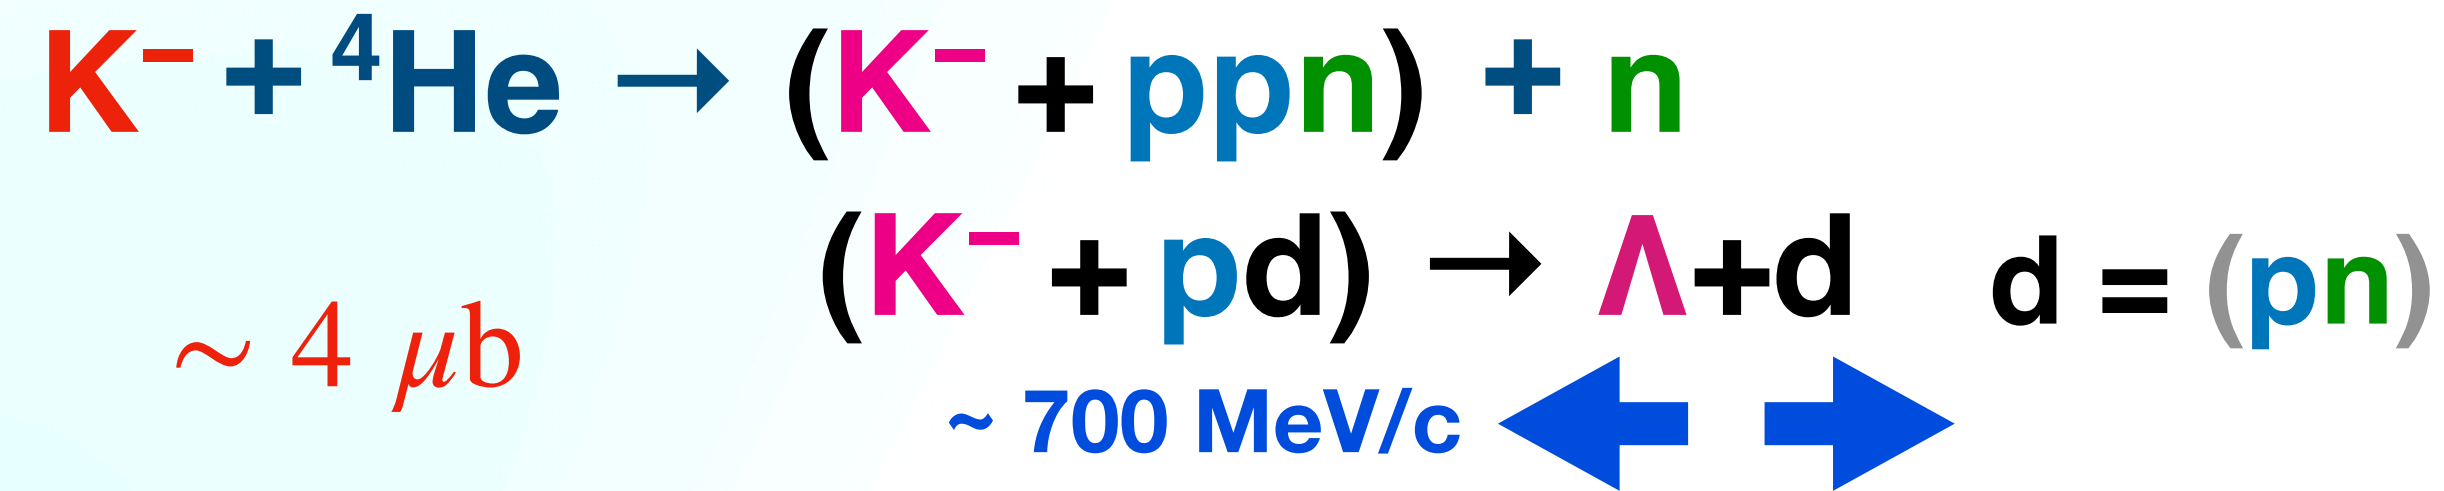 K⁻ + ⁴He → (K⁻ + ppn) + n
(K⁻ + pd) → Λ+d d = (pn)
~ 4 μb
~ 700 MeV/c